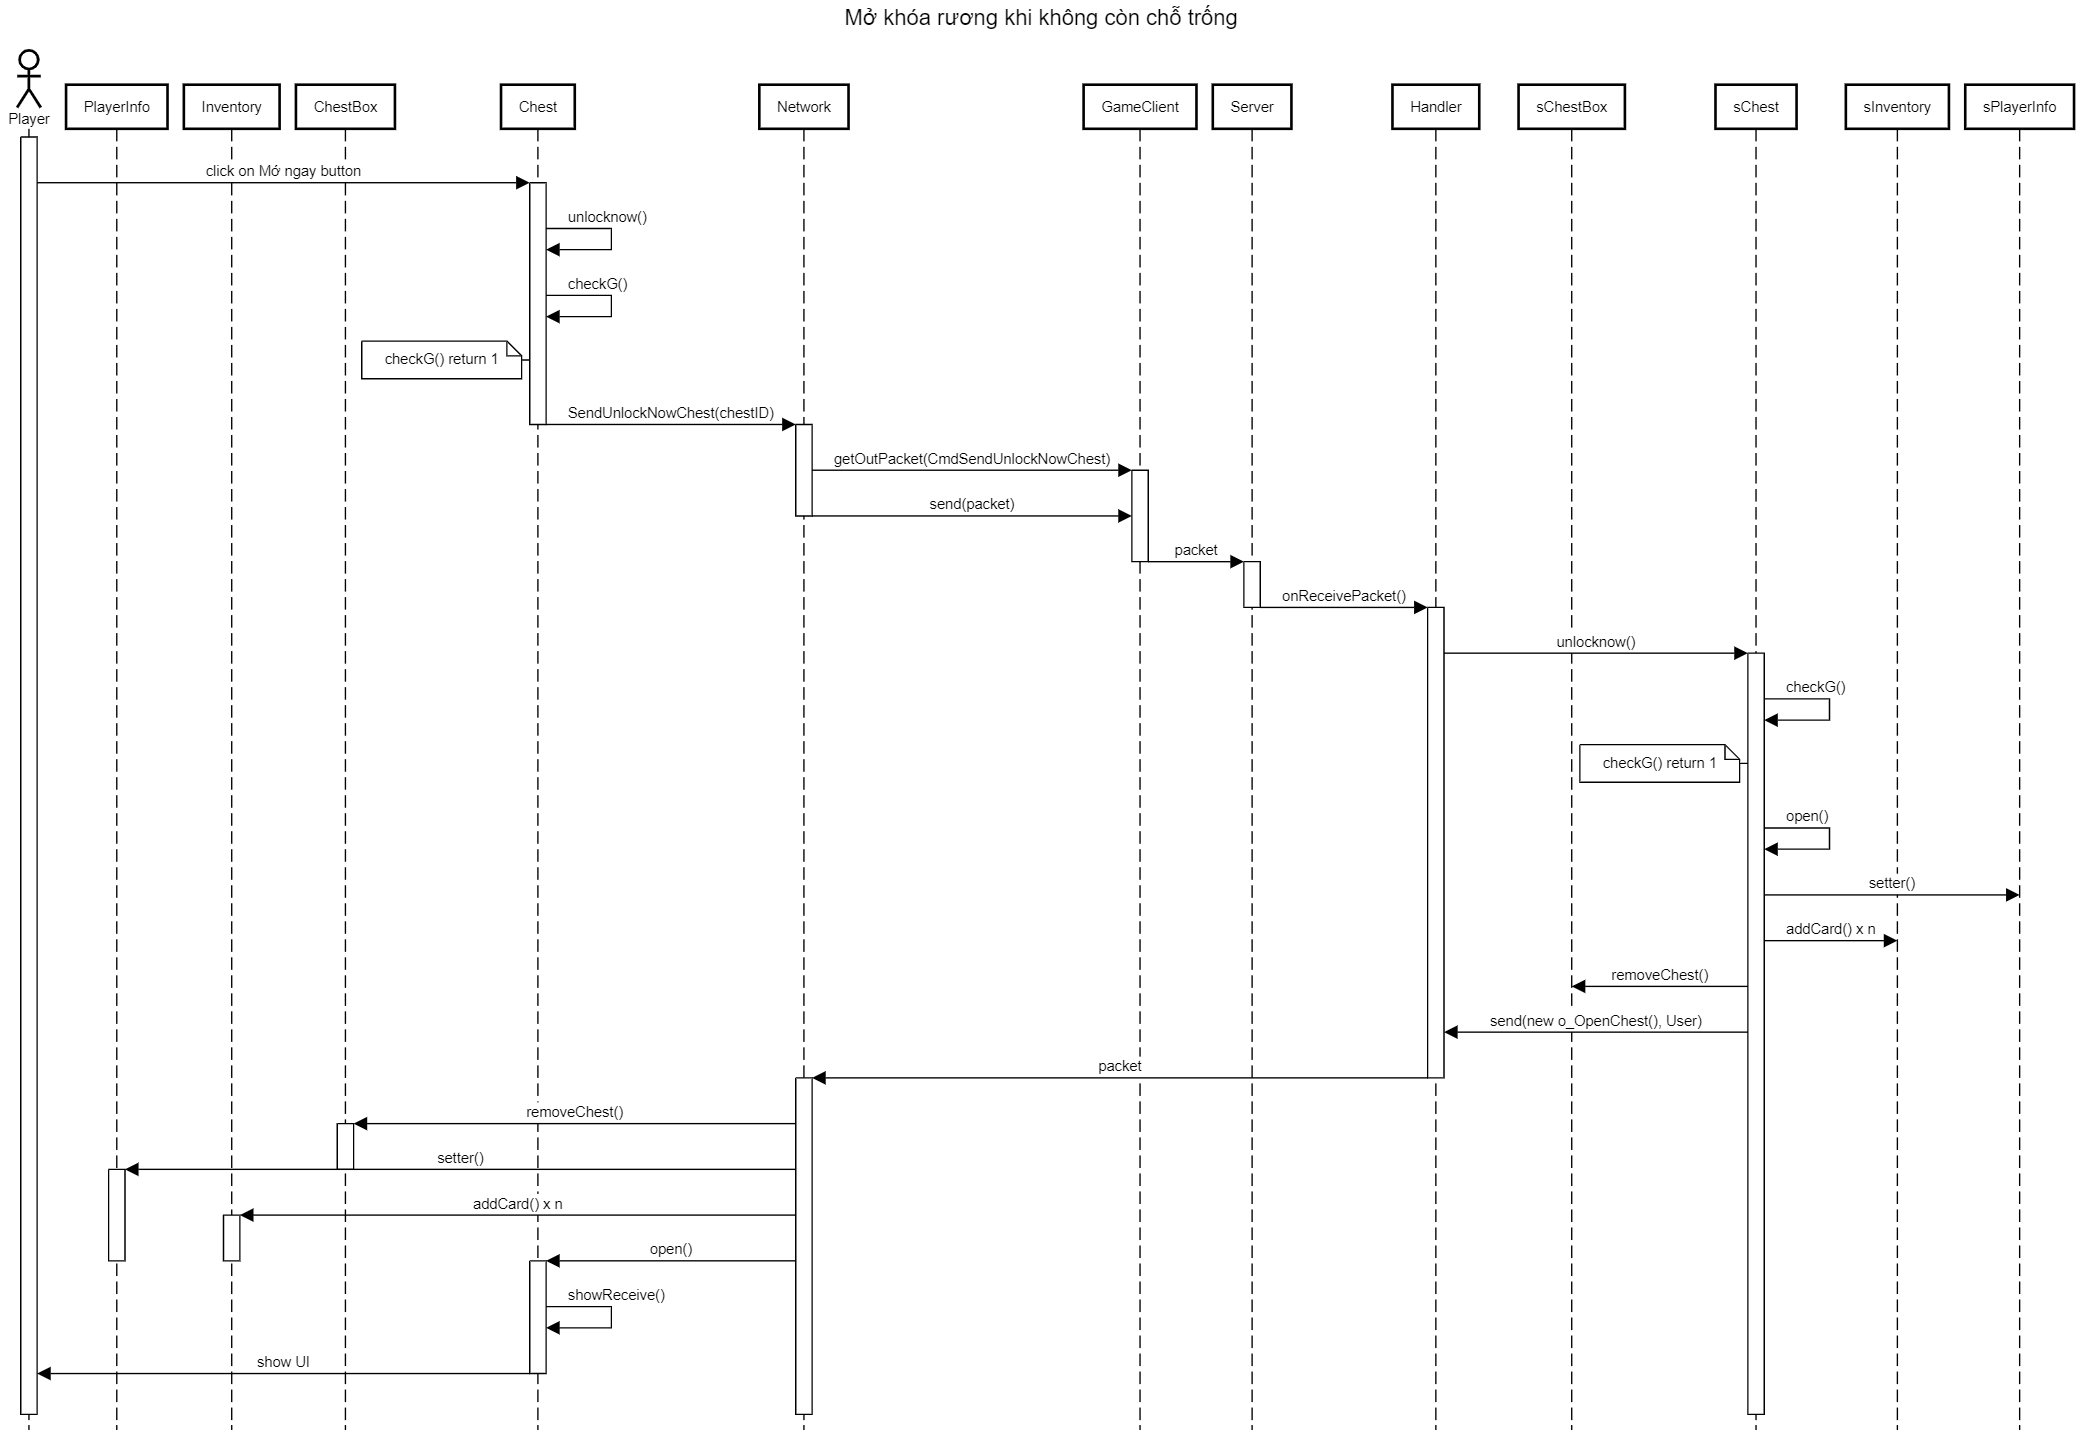 Mở khóa rương khi không còn chỗ trống
Player
PlayerInfo
Inventory
ChestBox
Chest
Network
GameClient
Server
Handler
sChestBox
sChest
sInventory
sPlayerInfo
click on Mớ ngay button
unlocknow()
checkG()
checkG() return 1
SendUnlockNowChest(chestID)
getOutPacket(CmdSendUnlockNowChest)
send(packet)
packet
onReceivePacket()
unlocknow()
checkG()
checkG() return 1
open()
setter()
addCard() x n
removeChest()
send(new o_OpenChest(), User)
packet
removeChest()
setter()
addCard() x n
open()
showReceive()
show UI